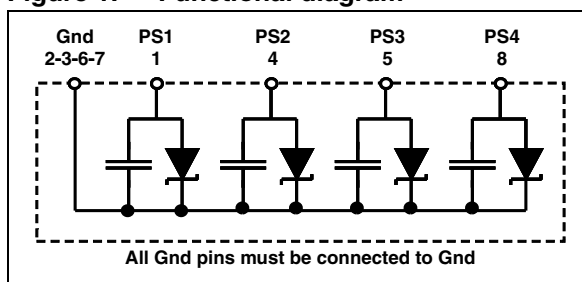 Figure 1. Functional diagram
Gnd PS1 PS2 PS3 PS4
2-3-6-7 1 4 5 8
All Gnd pins must be connected to Gnd